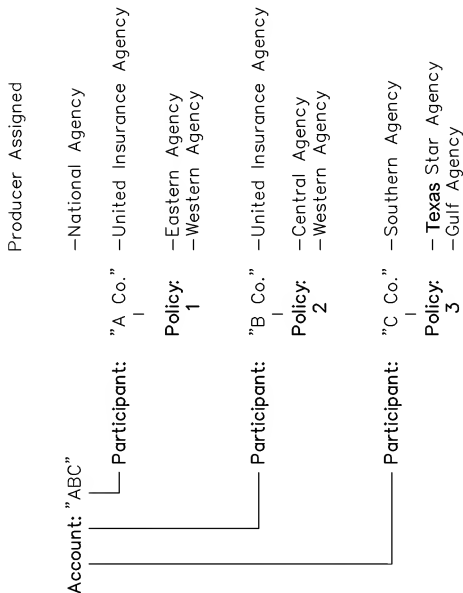 Producer Assigned
Account: "ABC" –National Agency
Participant: "A Co." –United Insurance Agency
Policy: –Eastern Agency
1 –Western Agency
Participant: "B Co." –United Insurance Agency
Policy: –Central Agency
2 –Western Agency
Participant: "C Co." –Southern Agency
Policy: –Texas Star Agency
3 –Gulf Agency